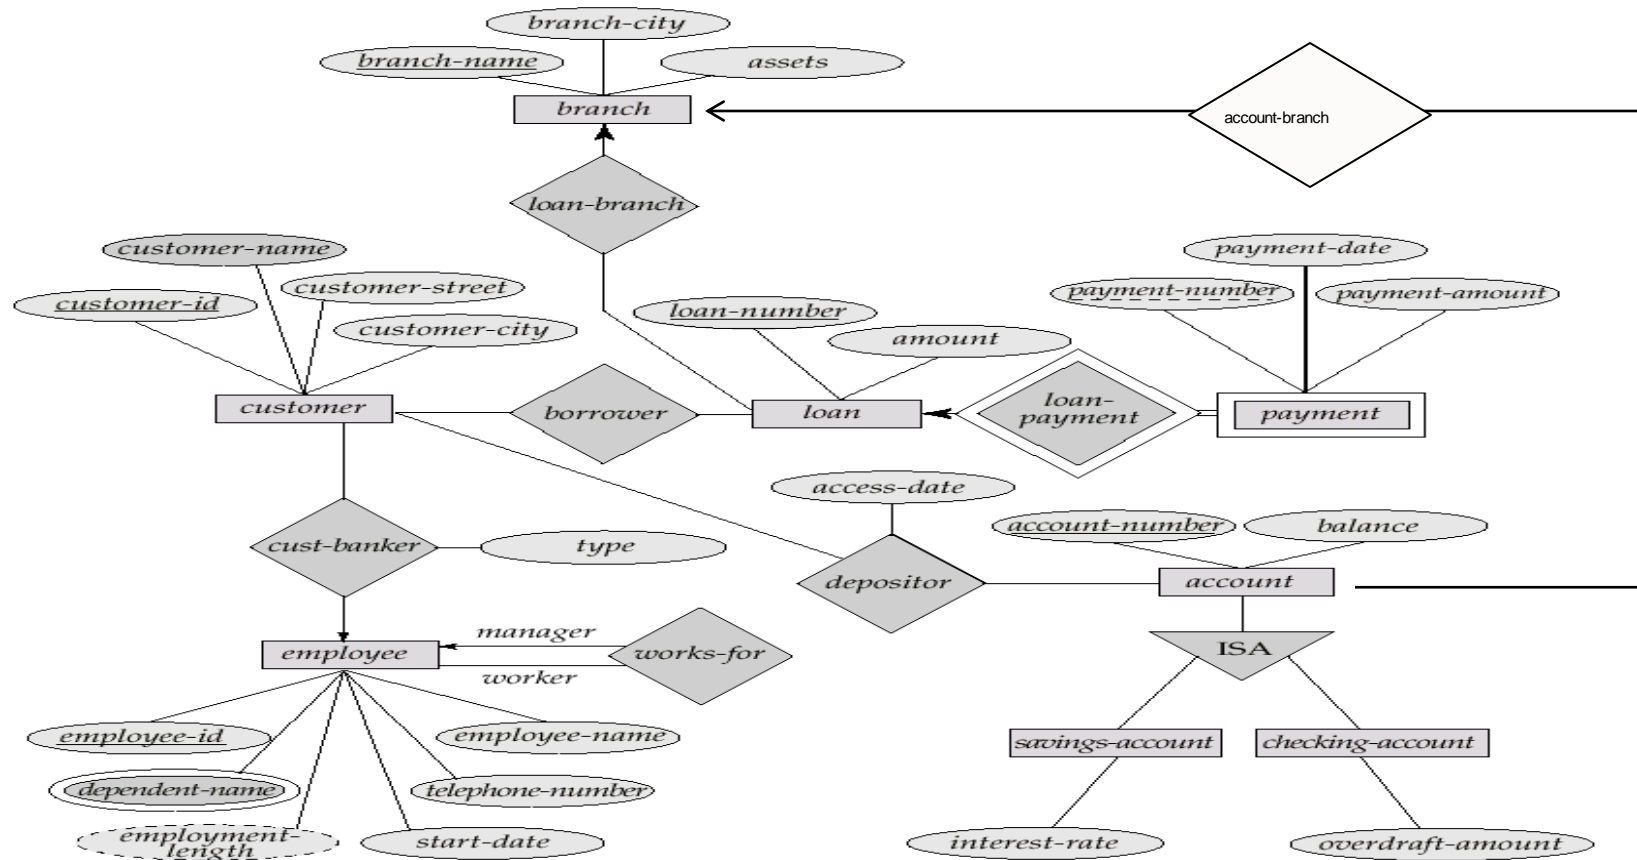 branch-city
branch-name
assets
branch
account-branch
loan-branch
customer-name
payment-date
customer-street
customer-id
payment-number
payment-amount
loan-number
customer-city
amount
customer
borrower
loan
loan-
payment
payment
access-date
account-number
balance
cust-banker
type
depositor
account
manager
employee
works-for
ISA
worker
employee-id
employee-name
savings-account
checking-account
dependent-name
telephone-number
employment-
length
start-date
interest-rate
overdraft-amount